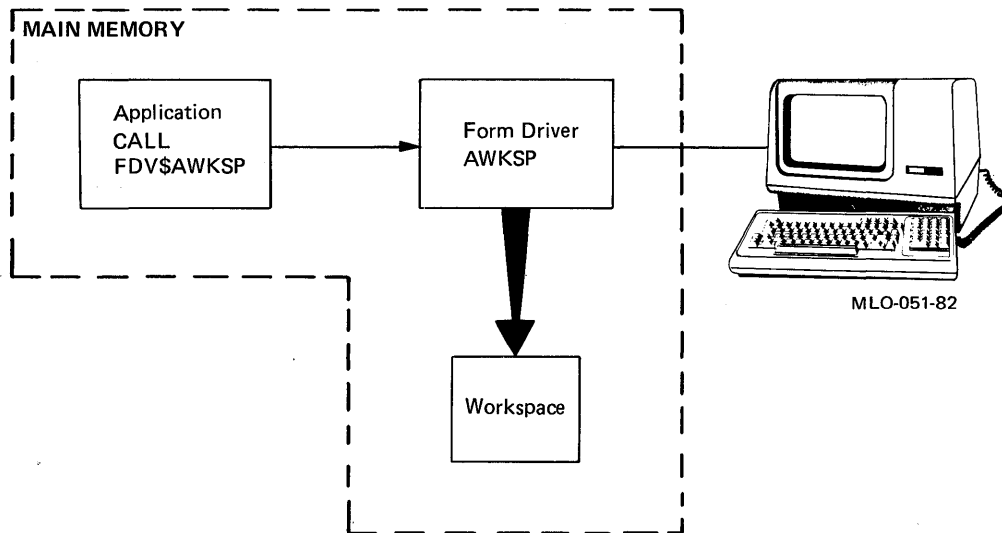 MAIN MEMORY
Application
CALL
FDV$AWKSP
Form Driver
AWKSP
MLO-051-82
Workspace